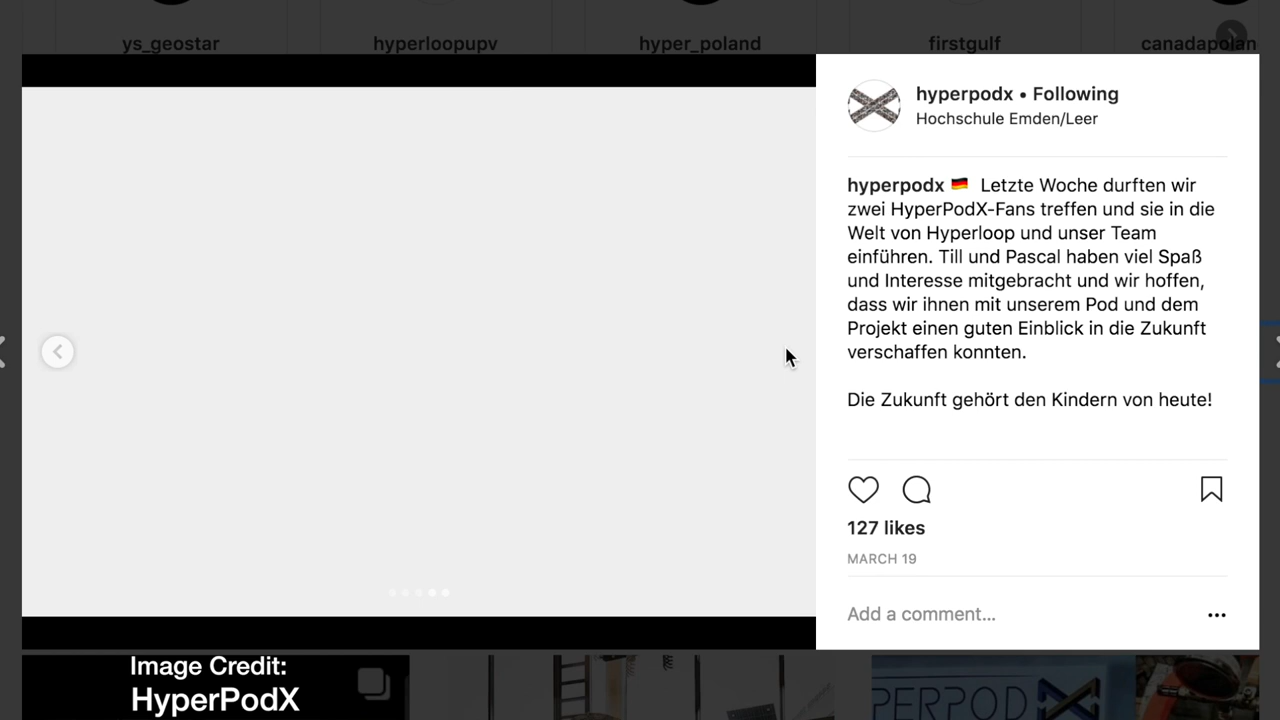 ys_geostar
hyperloopupv
hyper_poland
firstgulf
canadapolan
hyperpodx • Following
Hochschule Emden/Leer
hyperpodx 🇩🇪 Letzte Woche durften wir
zwei HyperPodX-Fans treffen und sie in die
Welt von Hyperloop und unser Team
einführen. Till und Pascal haben viel Spaß
und Interesse mitgebracht und wir hoffen,
dass wir ihnen mit unserem Pod und dem
Projekt einen guten Einblick in die Zukunft
verschaffen konnten.
Die Zukunft gehört den Kindern von heute!
127 likes
MARCH 19
Add a comment...
Image Credit:
HyperPodX
PERPOD